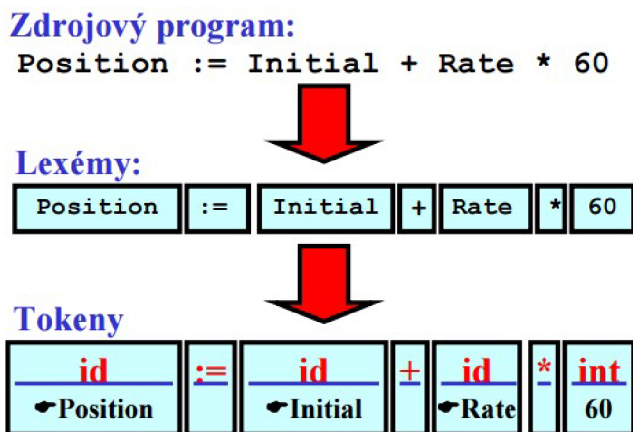 Zdrojový program:
Position := Initial + Rate * 60
Lexémy:
Position := Initial + Rate * 60
Tokeny
id := id + id * int
☛Position ☛Initial ☛Rate 60